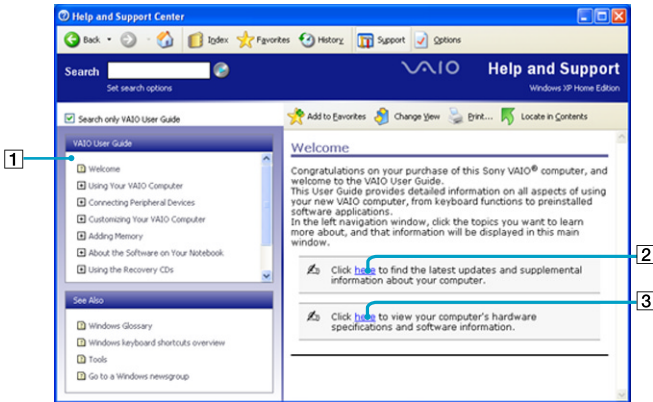 Help and Support Center
Back
Index
Favorites
History
Support
Options
Search
Set search options
VAIO
Help and Support
Windows XP Home Edition
Search only VAIO User Guide
Add to Favorites
Change View
Print...
Locate in Contents
1
VAIO User Guide
Welcome
Using Your VAIO Computer
Connecting Peripheral Devices
Customizing Your VAIO Computer
Adding Memory
About the Software on Your Notebook
Using the Recovery CDs
See Also
Windows Glossary
Windows keyboard shortcuts overview
Tools
Go to a Windows newsgroup
Welcome
Congratulations on your purchase of this Sony VAIO® computer, and
welcome to the VAIO User Guide.
This User Guide provides detailed information on all aspects of using
your new VAIO computer, from keyboard functions to preinstalled
software applications.
In the left navigation window, click the topics you want to learn
more about, and that information will be displayed in this main
window.
2
Click here to find the latest updates and supplemental
information about your computer.
3
Click here to view your computer's hardware
specifications and software information.